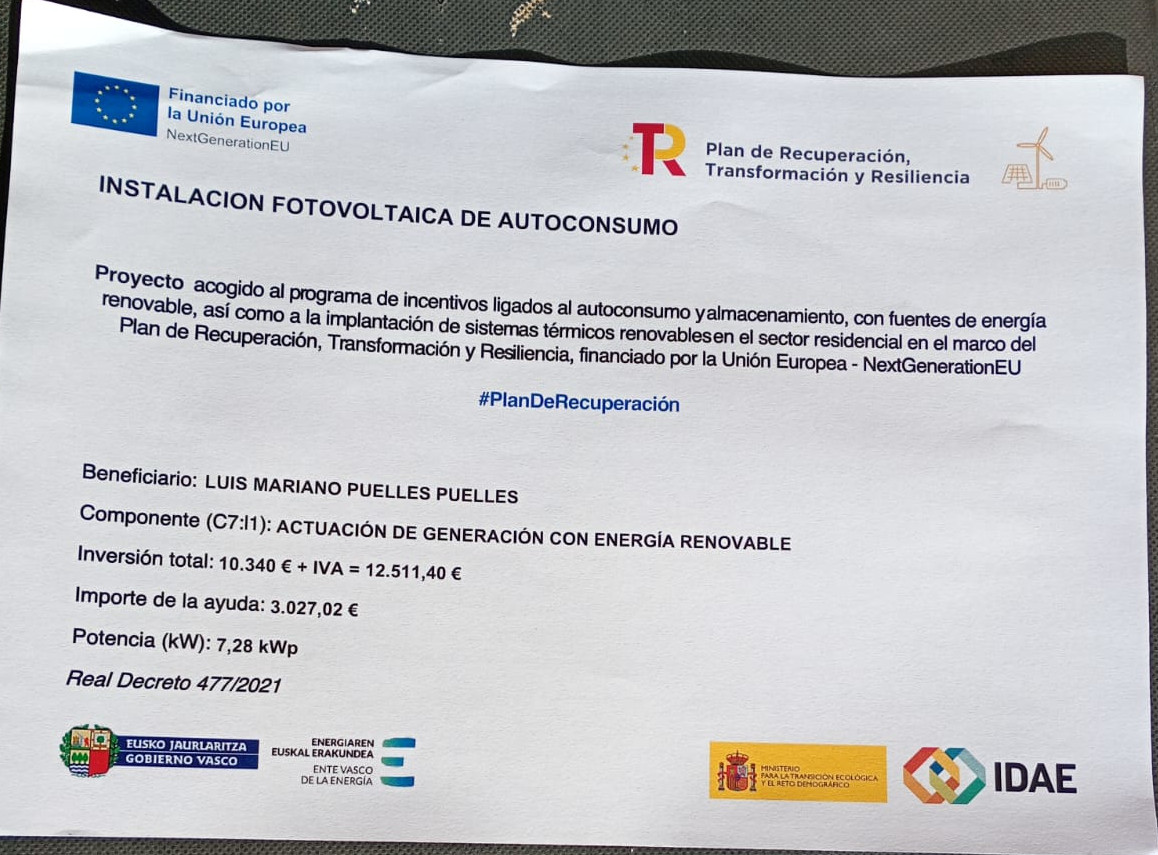 Financiado por
la Unión Europea
NextGenerationEU
TR
Plan de Recuperación,
Transformación y Resiliencia
INSTALACION FOTOVOLTAICA DE AUTOCONSUMO
Proyecto acogido al programa de incentivos ligados al autoconsumo yalmacenamiento, con fuentes de energía
renovable, así como a la implantación de sistemas térmicos renovablesen el sector residencial en el marco del
Plan de Recuperación, Transformación y Resiliencia, financiado por la Unión Europea - NextGenerationEU
#PlanDeRecuperación
Beneficiario: LUIS MARIANO PUELLES PUELLES
Componente (C7:I1): ACTUACIÓN DE GENERACIÓN CON ENERGÍA RENOVABLE
Inversión total: 10.340 € + IVA = 12.511,40 €
Importe de la ayuda: 3.027,02 €
Potencia (kW): 7,28 kWp
Real Decreto 477/2021
EUSKO JAURLARITZA
GOBIERNO VASCO
ENERGIAREN
EUSKAL ERAKUNDEA
ENTE VASCO
DE LA ENERGÍA
MINISTERIO
PARA LA TRANSICIÓN ECOLÓGICA
Y EL RETO DEMOGRÁFICO
IDAE